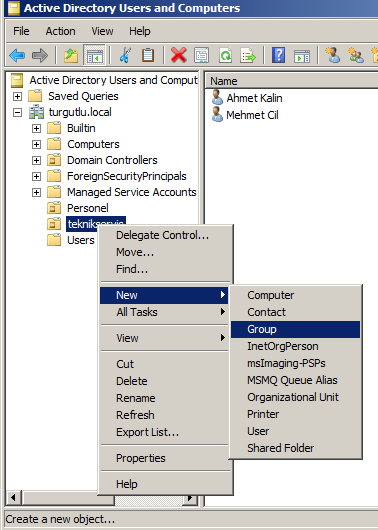 Active Directory Users and Computers
File Action View Help
Active Directory Users and Comput
Saved Queries
turgutlu.local
Builtin
Computers
Domain Controllers
ForeignSecurityPrincipals
Managed Service Accounts
Personel
teknikservis
Users
Name
Ahmet Kalin
Mehmet Cil
Delegate Control...
Move...
Find...
New
All Tasks
View
Cut
Delete
Rename
Refresh
Export List...
Properties
Help
Computer
Contact
Group
InetOrgPerson
msImaging-PSPs
MSMQ Queue Alias
Organizational Unit
Printer
User
Shared Folder
Create a new object...